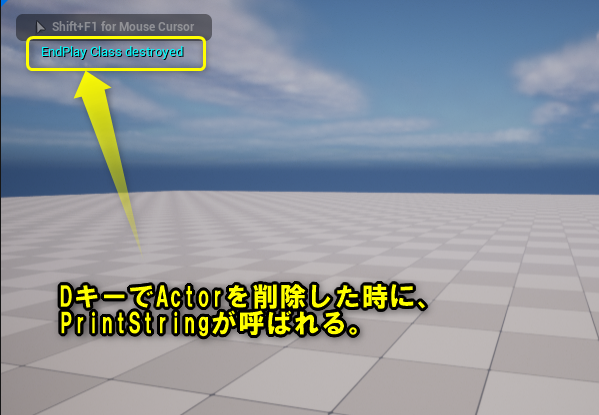 Shift+F1 for Mouse Cursor
EndPlay Class destroyed
DキーでActorを削除した時に、
PrintStringが呼ばれる。